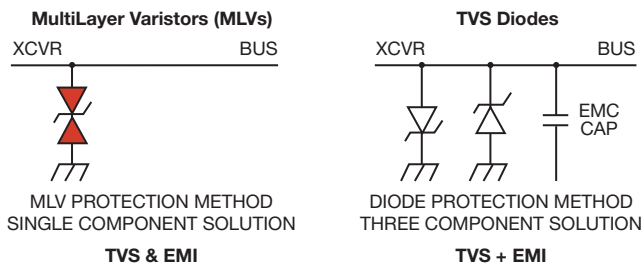 MultiLayer Varistors (MLVs)
XCVR BUS
MLV PROTECTION METHOD
SINGLE COMPONENT SOLUTION
TVS & EMI
TVS Diodes
XCVR BUS
EMC
CAP
DIODE PROTECTION METHOD
THREE COMPONENT SOLUTION
TVS + EMI